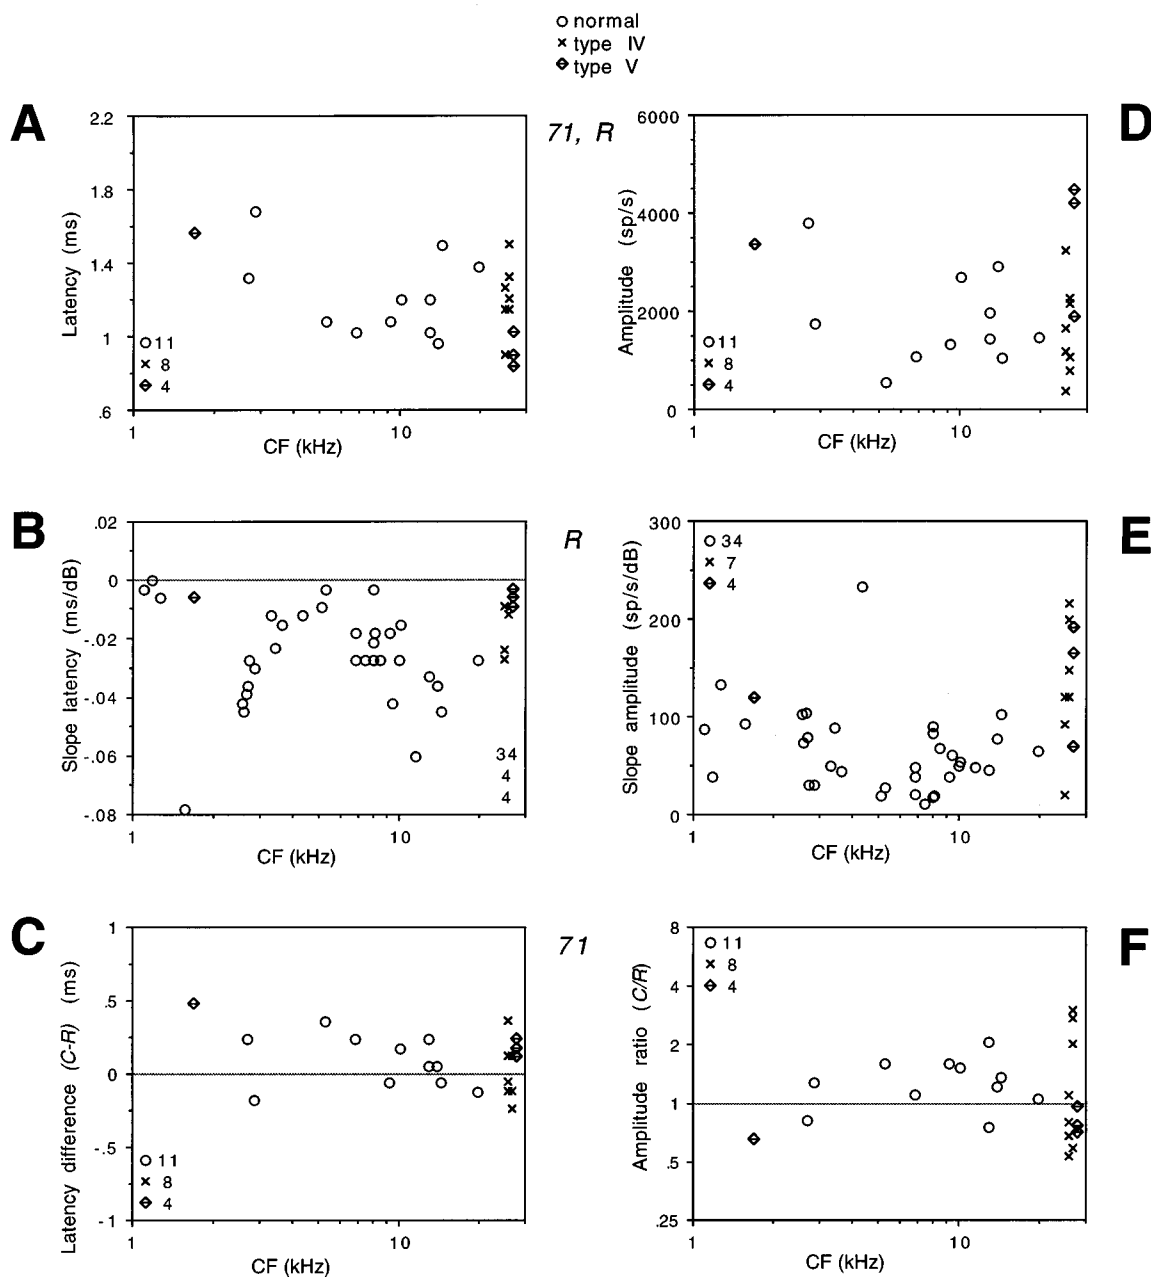 normal
type IV
type V
A
2.2
1.8
1.4
1
.6
Latency (ms)
11
8
4
1
10
CF (kHz)
71, R
D
6000
4000
2000
0
Amplitude (sp/s)
11
8
4
1
10
CF (kHz)
B
.02
0
-.02
-.04
-.06
-.08
Slope latency (ms/dB)
34
4
4
1
10
CF (kHz)
R
E
300
200
100
0
Slope amplitude (sp/s/dB)
34
7
4
1
10
CF (kHz)
C
1
.5
0
-.5
-1
Latency difference (C-R) (ms)
11
8
4
1
10
CF (kHz)
71
F
8
4
2
1
.5
.25
Amplitude ratio (C/R)
11
8
4
1
10
CF (kHz)